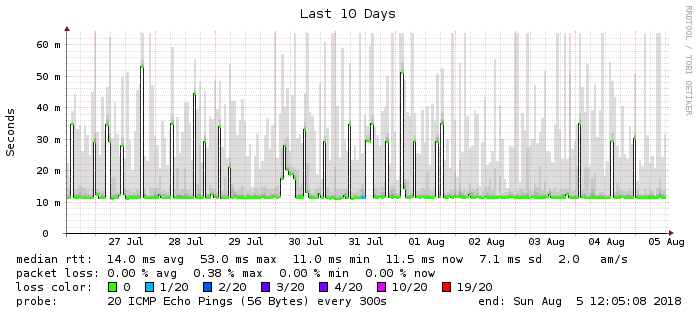 Last 10 Days
RRDTOOL / TOBI OETIKER
Seconds
60 m
50 m
40 m
30 m
20 m
10 m
0
27 Jul 28 Jul 29 Jul 30 Jul 31 Jul 01 Aug 02 Aug 03 Aug 04 Aug 05 Aug
median rtt: 14.0 ms avg 53.0 ms max 11.0 ms min 11.5 ms now 7.1 ms sd 2.0 am/s
packet loss: 0.00 % avg 0.38 % max 0.00 % min 0.00 % now
loss color: 0 1/20 2/20 3/20 4/20 10/20 19/20
probe: 20 ICMP Echo Pings (56 Bytes) every 300s end: Sun Aug 5 12:05:08 2018